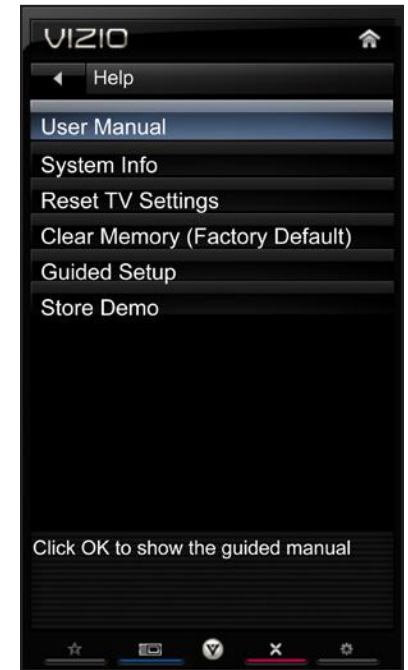 VIZIO
Help
User Manual
System Info
Reset TV Settings
Clear Memory (Factory Default)
Guided Setup
Store Demo
Click OK to show the guided manual